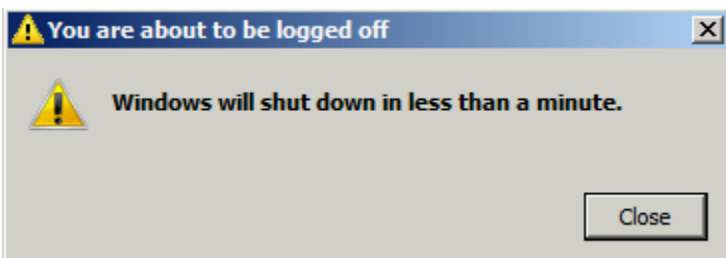 You are about to be logged off
Windows will shut down in less than a minute.
Close